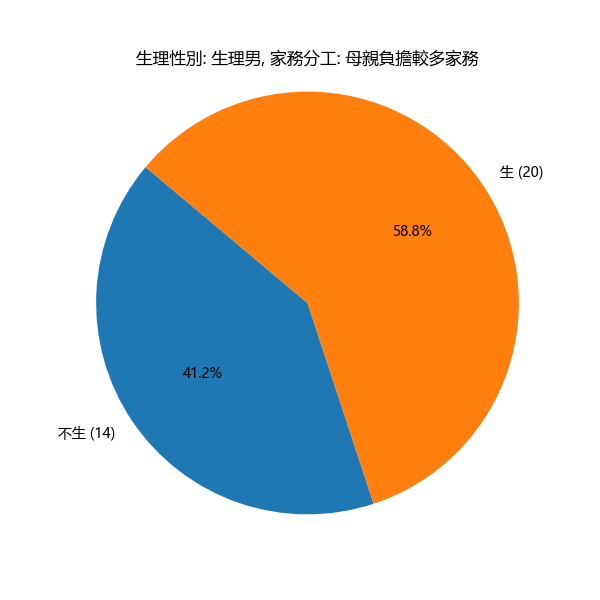 生理性別: 生理男, 家務分工: 母親負擔較多家務
生 (20)
58.8%
41.2%
不生 (14)